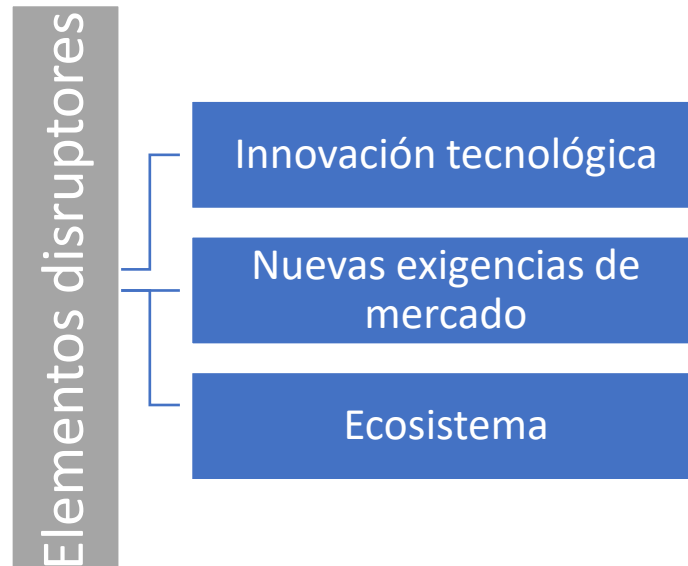 Elementos disruptores
Innovación tecnológica
Nuevas exigencias de
mercado
Ecosistema